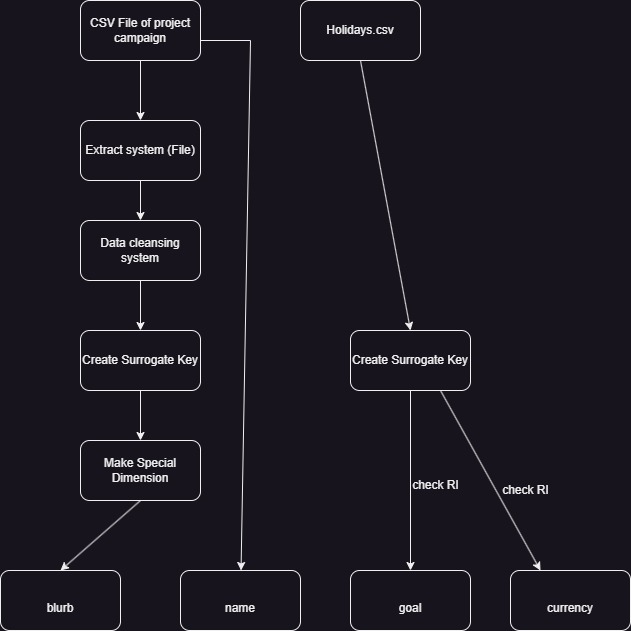 CSV File of project
campaign
Holidays.csv
Extract system (File)
Data cleansing
system
Create Surrogate Key
Create Surrogate Key
Make Special
Dimension
check RI
check RI
blurb
name
goal
currency